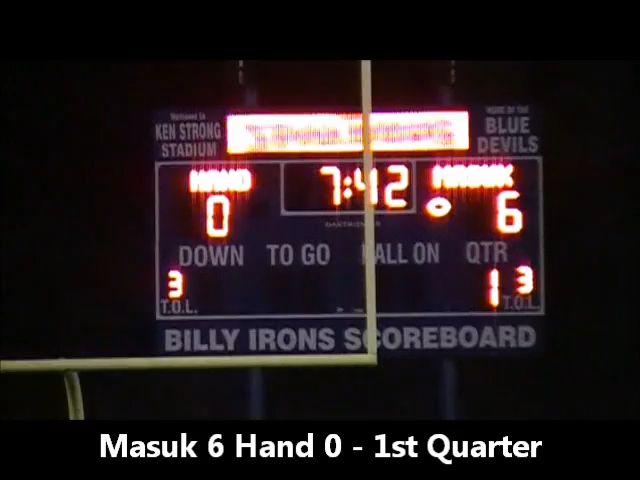 Welcome to
KEN STRONG
STADIUM
HOME OF THE
BLUE
DEVILS
HAND
7:42
MASUK
0
6
DAKTRONICS
DOWN TO GO BALL ON QTR
3
1 3
T.O.L.
T.O.L.
BILLY IRONS SCOREBOARD
Masuk 6 Hand 0 - 1st Quarter